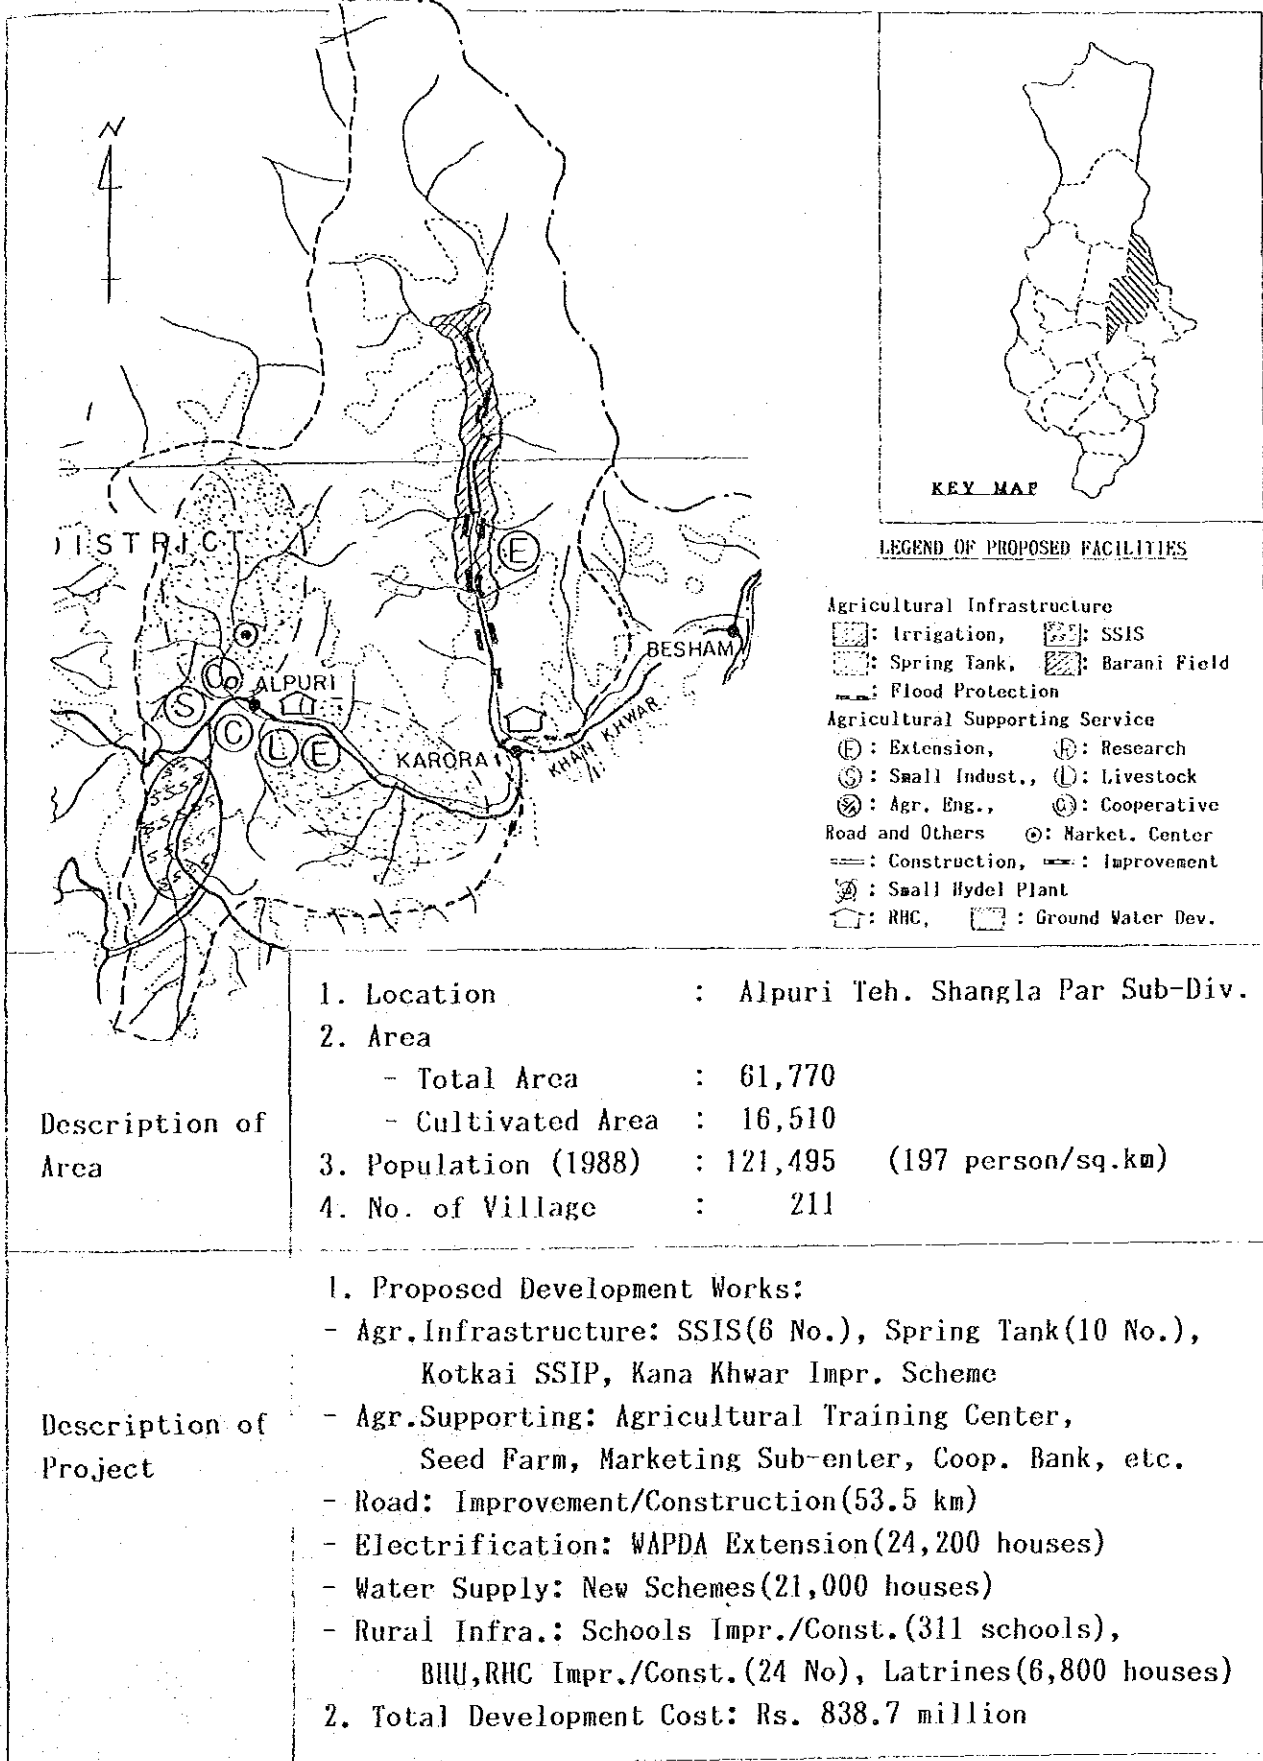 N
DISTRICT
E
BESHAM
Co
ALPURI
S
C
L
E
KARORA
KHAN KHWAR
KEY MAP
LEGEND OF PROPOSED FACILITIES
Agricultural Infrastructure
: Irrigation, : SSIS
: Spring Tank, : Barani Field
: Flood Protection
Agricultural Supporting Service
(E) : Extension, (R) : Research
(S) : Small Indust., (L) : Livestock
: Agr. Eng., (C) : Cooperative
Road and Others : Market. Center
: Construction, : Improvement
: Small Hydel Plant
: RHC, : Ground Water Dev.
Description of
Area
1. Location : Alpuri Teh. Shangla Par Sub-Div.
2. Area
- Total Area : 61,770
- Cultivated Area : 16,510
3. Population (1988) : 121,495 (197 person/sq.km)
4. No. of Village : 211
Description of
Project
1. Proposed Development Works:
- Agr.Infrastructure: SSIS(6 No.), Spring Tank(10 No.),
Kotkai SSIP, Kana Khwar Impr. Scheme
- Agr.Supporting: Agricultural Training Center,
Seed Farm, Marketing Sub-enter, Coop. Bank, etc.
- Road: Improvement/Construction(53.5 km)
- Electrification: WAPDA Extension(24,200 houses)
- Water Supply: New Schemes(21,000 houses)
- Rural Infra.: Schools Impr./Const.(311 schools),
BHU,RHC Impr./Const.(24 No), Latrines(6,800 houses)
2. Total Development Cost: Rs. 838.7 million